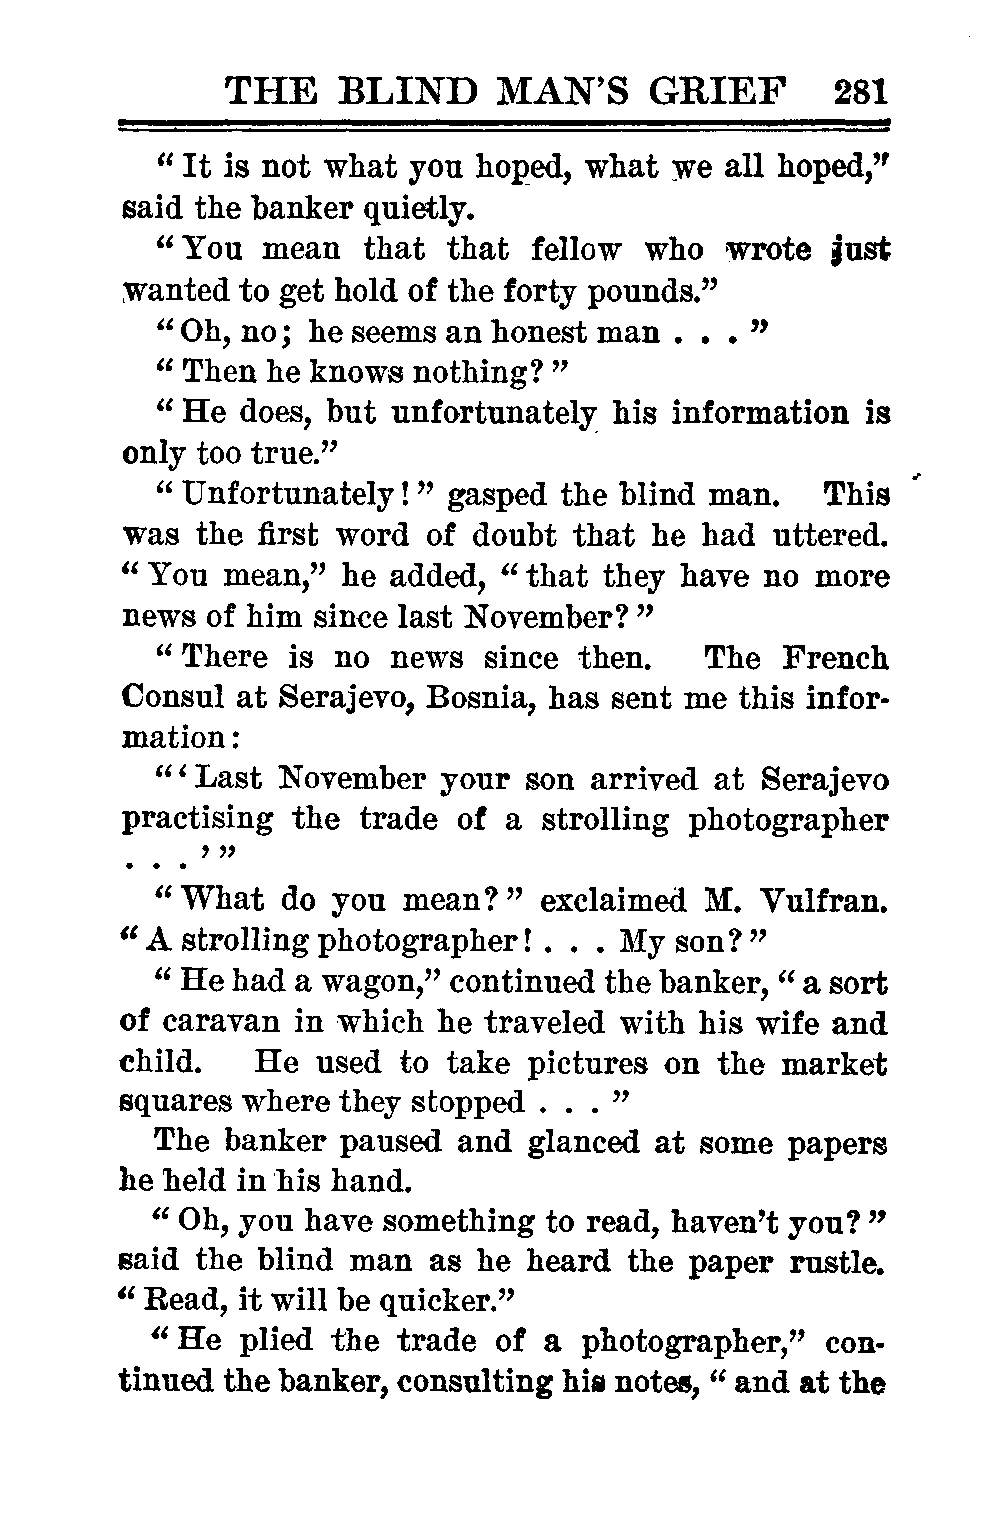 THE BLIND MAN'S GRIEF 281
“It is not what you hoped, what we all hoped,”
said the banker quietly.
“You mean that that fellow who wrote just
wanted to get hold of the forty pounds.”
“Oh, no; he seems an honest man . . . ”
“Then he knows nothing?”
“He does, but unfortunately his information is
only too true.”
“Unfortunately!” gasped the blind man. This
was the first word of doubt that he had uttered.
“You mean,” he added, “that they have no more
news of him since last November?”
“There is no news since then. The French
Consul at Serajevo, Bosnia, has sent me this infor-
mation:
“‘Last November your son arrived at Serajevo
practising the trade of a strolling photographer
. . .’”
“What do you mean?” exclaimed M. Vulfran.
“A strolling photographer! . . . My son?”
“He had a wagon,” continued the banker, “a sort
of caravan in which he traveled with his wife and
child. He used to take pictures on the market
squares where they stopped . . . ”
The banker paused and glanced at some papers
he held in his hand.
“Oh, you have something to read, haven't you?”
said the blind man as he heard the paper rustle.
“Read, it will be quicker.”
“He plied the trade of a photographer,” con-
tinued the banker, consulting his notes, “and at the